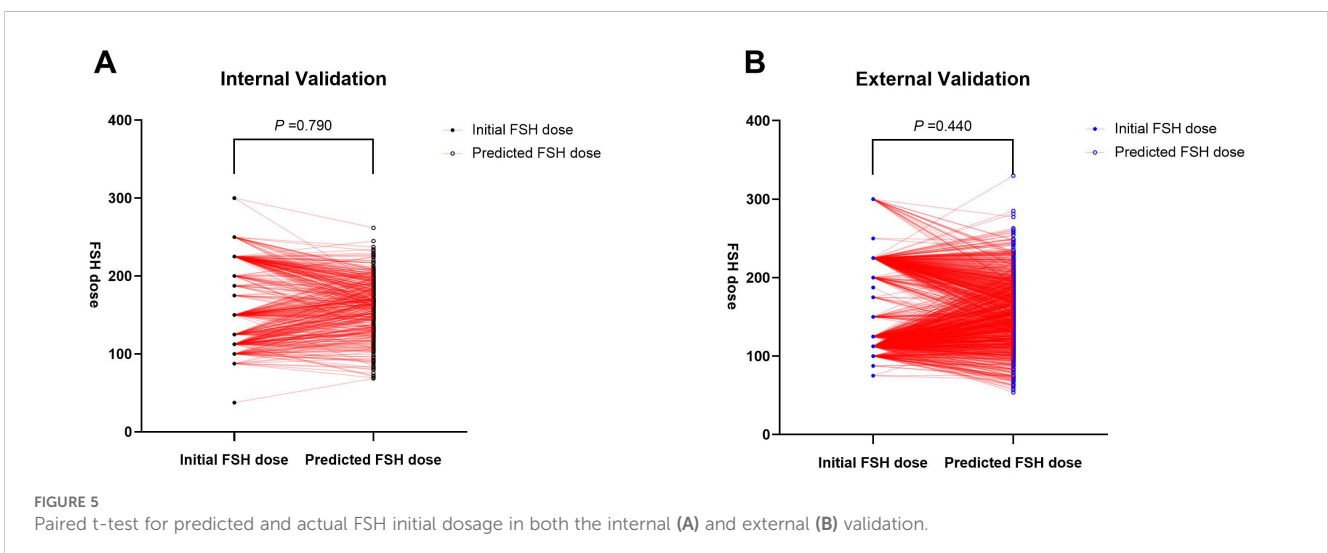 A
Internal Validation
P =0.790
400
300
200
100
0
FSH dose
Initial FSH dose
Predicted FSH dose
Initial FSH dose
Predicted FSH dose
B
External Validation
P =0.440
400
300
200
100
0
FSH dose
Initial FSH dose
Predicted FSH dose
Initial FSH dose
Predicted FSH dose
FIGURE 5
Paired t-test for predicted and actual FSH initial dosage in both the internal (A) and external (B) validation.